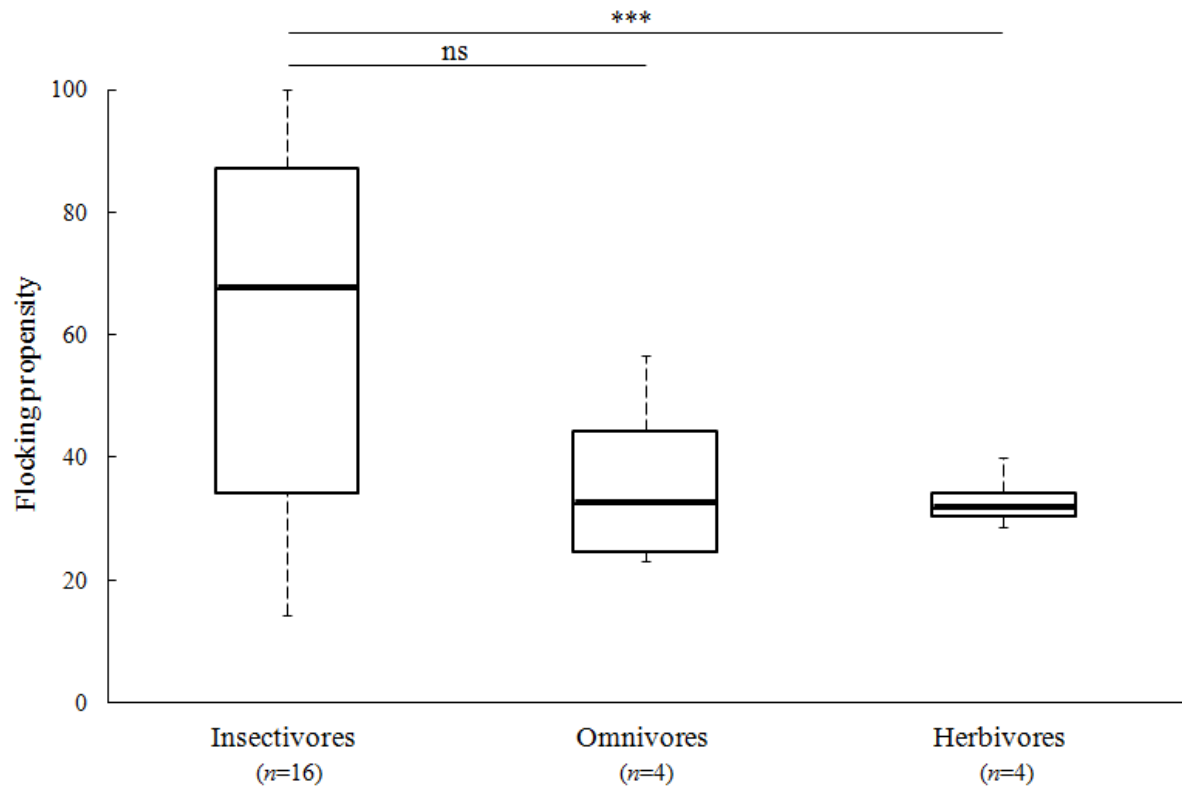 ***
ns
100
80
60
40
20
0
Flocking propensity
Insectivores Omnivores Herbivores
(n=16) (n=4) (n=4)